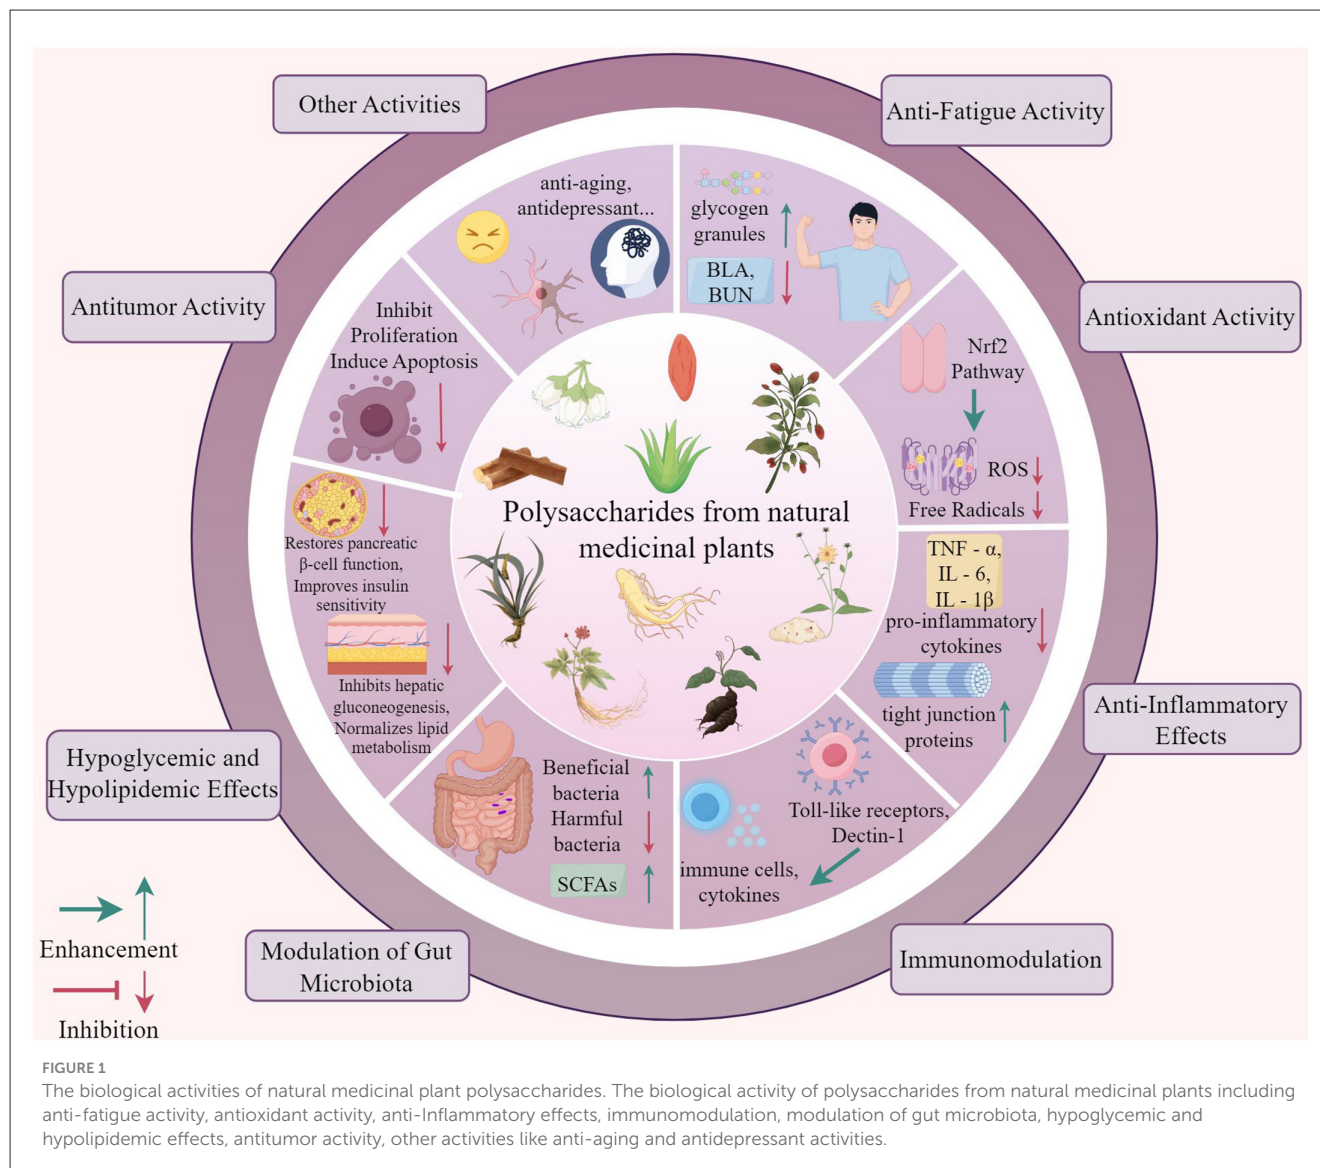 Other Activities
Anti-Fatigue Activity
Antitumor Activity
Antioxidant Activity
anti-aging,
antidepressant...
glycogen
granules
BLA,
BUN
Inhibit
Proliferation
Induce Apoptosis
Nrf2
Pathway
ROS
Free Radicals
Polysaccharides from natural
medicinal plants
Restores pancreatic
β-cell function,
Improves insulin
sensitivity
Inhibits hepatic
gluconeogenesis,
Normalizes lipid
metabolism
TNF - α,
IL - 6,
IL - 1β
pro-inflammatory
cytokines
tight junction
proteins
Anti-Inflammatory
Effects
Hypoglycemic and
Hypolipidemic Effects
Beneficial
bacteria
Harmful
bacteria
SCFAs
Toll-like receptors,
Dectin-1
immune cells,
cytokines
Modulation of Gut
Microbiota
Immunomodulation
Enhancement
Inhibition
FIGURE 1
The biological activities of natural medicinal plant polysaccharides. The biological activity of polysaccharides from natural medicinal plants including
anti-fatigue activity, antioxidant activity, anti-Inflammatory effects, immunomodulation, modulation of gut microbiota, hypoglycemic and
hypolipidemic effects, antitumor activity, other activities like anti-aging and antidepressant activities.